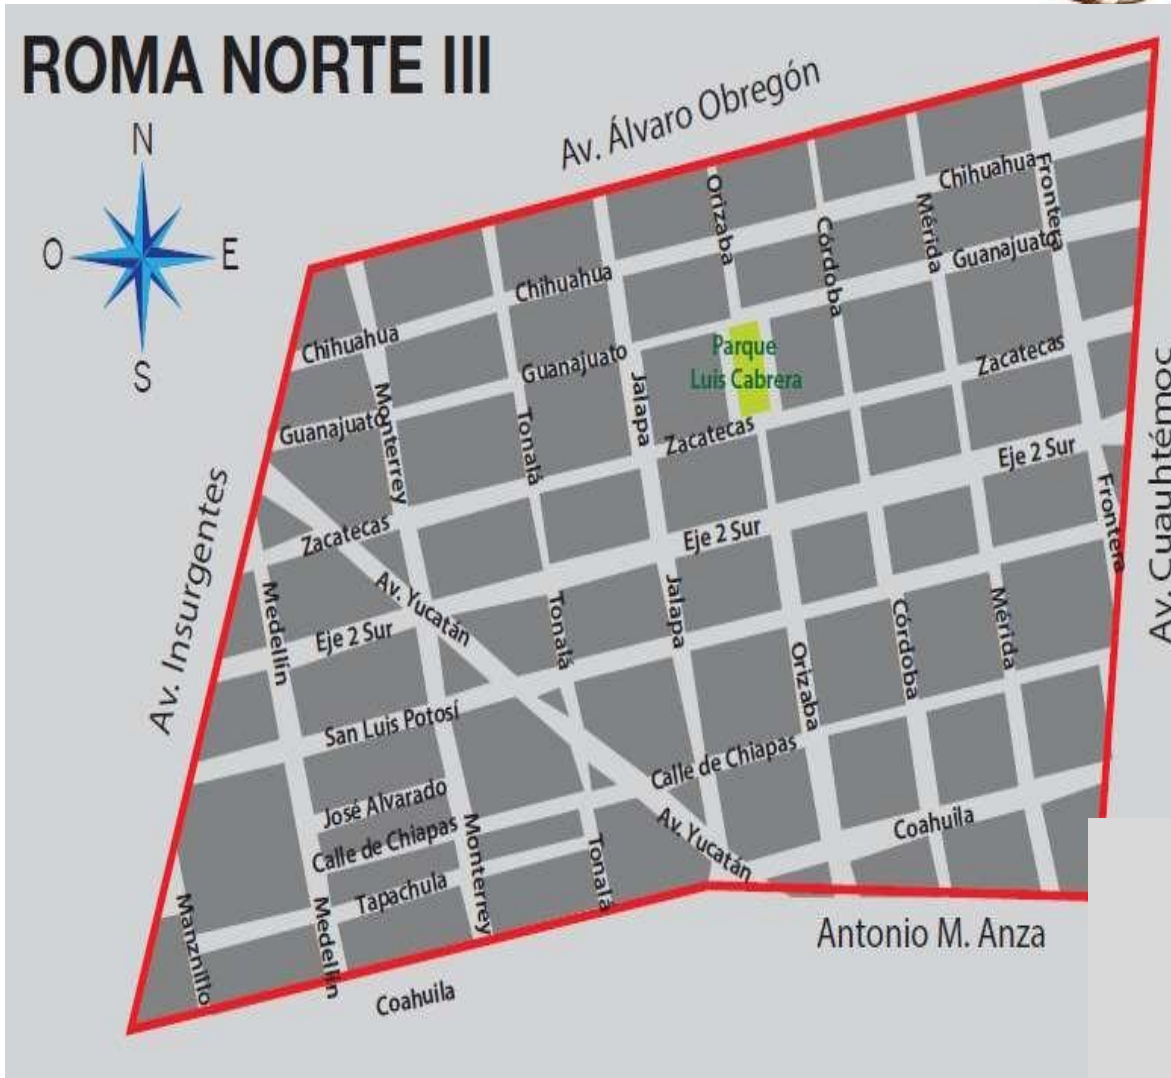 ROMA NORTE III
N
O
E
S
Av. Álvaro Obregón
Orizaba
Chihuahua
Frontera
Córdoba
Mérida
Guanajuato
Chihuahua
Chihuahua
Guanajuato
Parque
Luis Cabrera
Zacatecas
Av. Cuauhtémoc
Monterrey
Jalapa
Guanajuato
Tonalá
Zacatecas
Eje 2 Sur
Frontera
Av. Insurgentes
Zacatecas
Eje 2 Sur
Medellín
Av. Yucatán
Tonalá
Jalapa
Eje 2 Sur
Córdoba
Mérida
Orizaba
San Luis Potosí
Calle de Chiapas
José Alvarado
Calle de Chiapas
Monterrey
Av. Yucatán
Coahuila
Tonalá
Tapachula
Manznillo
Medellín
Antonio M. Anza
Coahuila